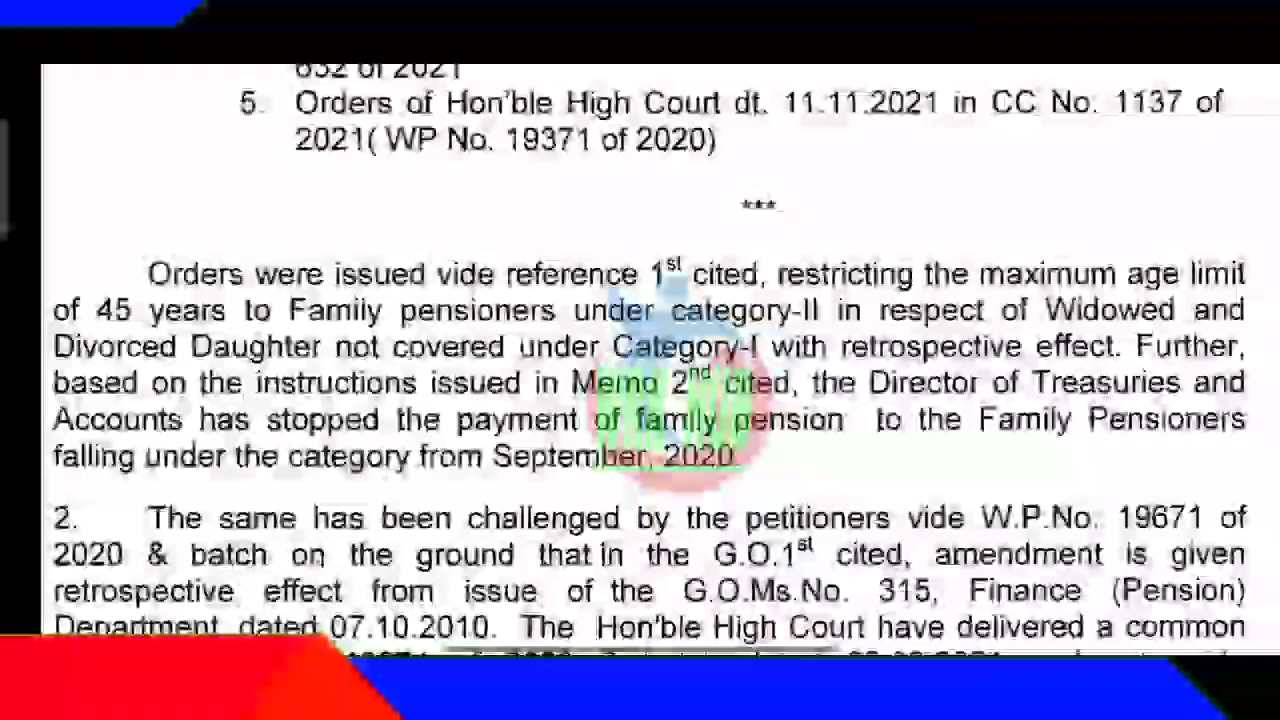 632 of 2021
5. Orders of Hon'ble High Court dt. 11.11.2021 in CC No. 1137 of
2021( WP No. 19371 of 2020)
***
Orders were issued vide reference 1st cited, restricting the maximum age limit
of 45 years to Family pensioners under category-II in respect of Widowed and
Divorced Daughter not covered under Category-I with retrospective effect. Further,
based on the instructions issued in Memo 2nd cited, the Director of Treasuries and
Accounts has stopped the payment of family pension to the Family Pensioners
falling under the category from September, 2020.
2. The same has been challenged by the petitioners vide W.P.No. 19671 of
2020 & batch on the ground that in the G.O.1st cited, amendment is given
retrospective effect from issue of the G.O.Ms.No. 315, Finance (Pension)
Department, dated 07.10.2010. The Hon'ble High Court have delivered a common